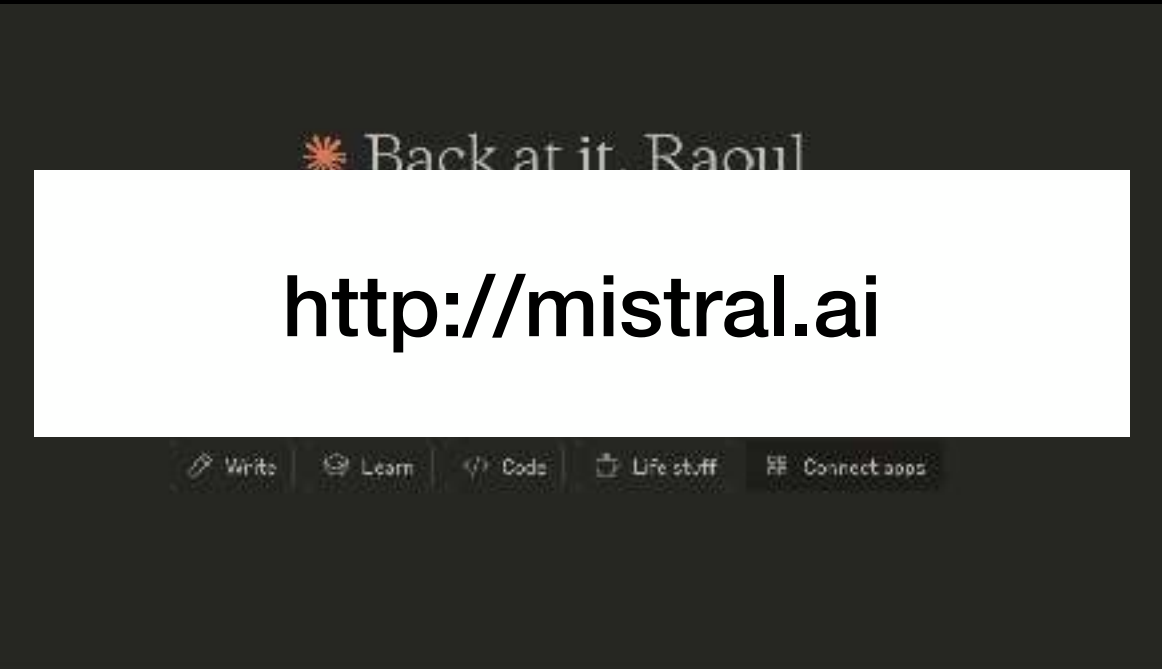 Back at it, Raoul
http://mistral.ai
Write Learn Code Life stuff Connect apps